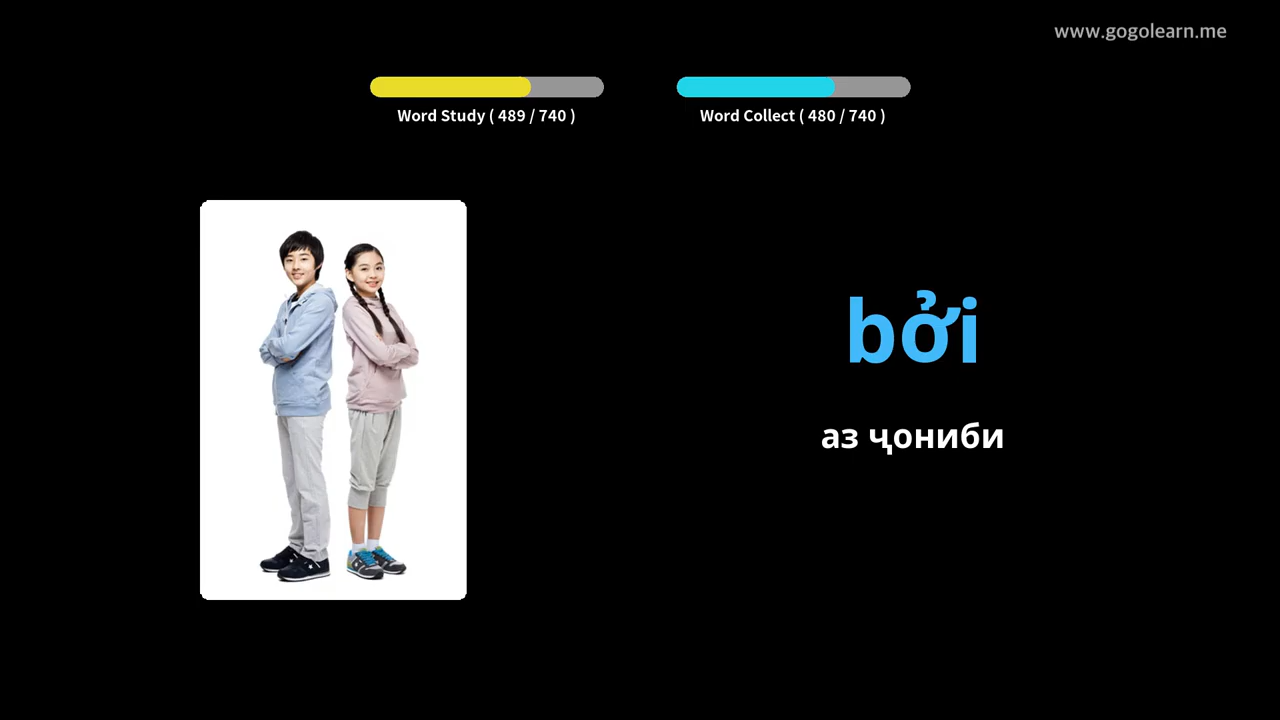 www.gogolearn.me
Word Study ( 489 / 740 )
Word Collect ( 480 / 740 )
bởi
аз ҷониби